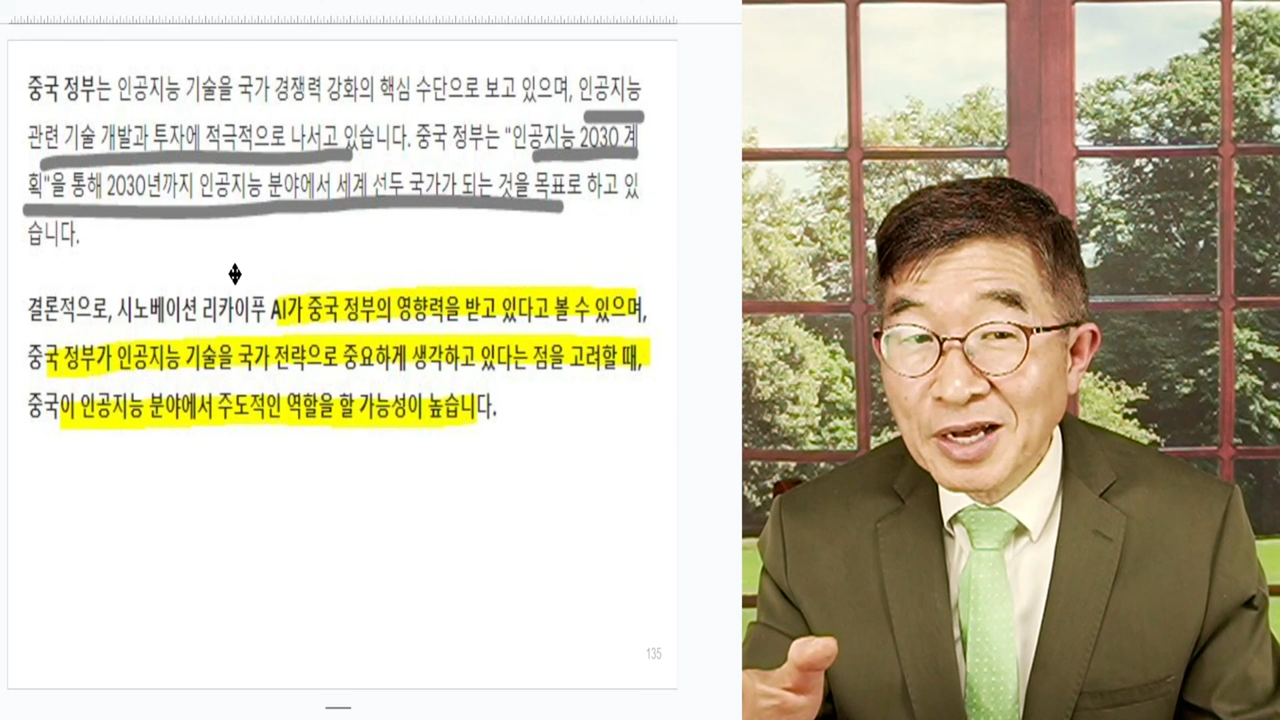 중국 정부는 인공지능 기술을 국가 경쟁력 강화의 핵심 수단으로 보고 있으며, 인공지능
관련 기술 개발과 투자에 적극적으로 나서고 있습니다. 중국 정부는 "인공지능 2030 계
획"을 통해 2030년까지 인공지능 분야에서 세계 선두 국가가 되는 것을 목표로 하고 있
습니다.
결론적으로, 시노베이션 리카이푸 AI가 중국 정부의 영향력을 받고 있다고 볼 수 있으며,
중국 정부가 인공지능 기술을 국가 전략으로 중요하게 생각하고 있다는 점을 고려할 때,
중국이 인공지능 분야에서 주도적인 역할을 할 가능성이 높습니다.
135